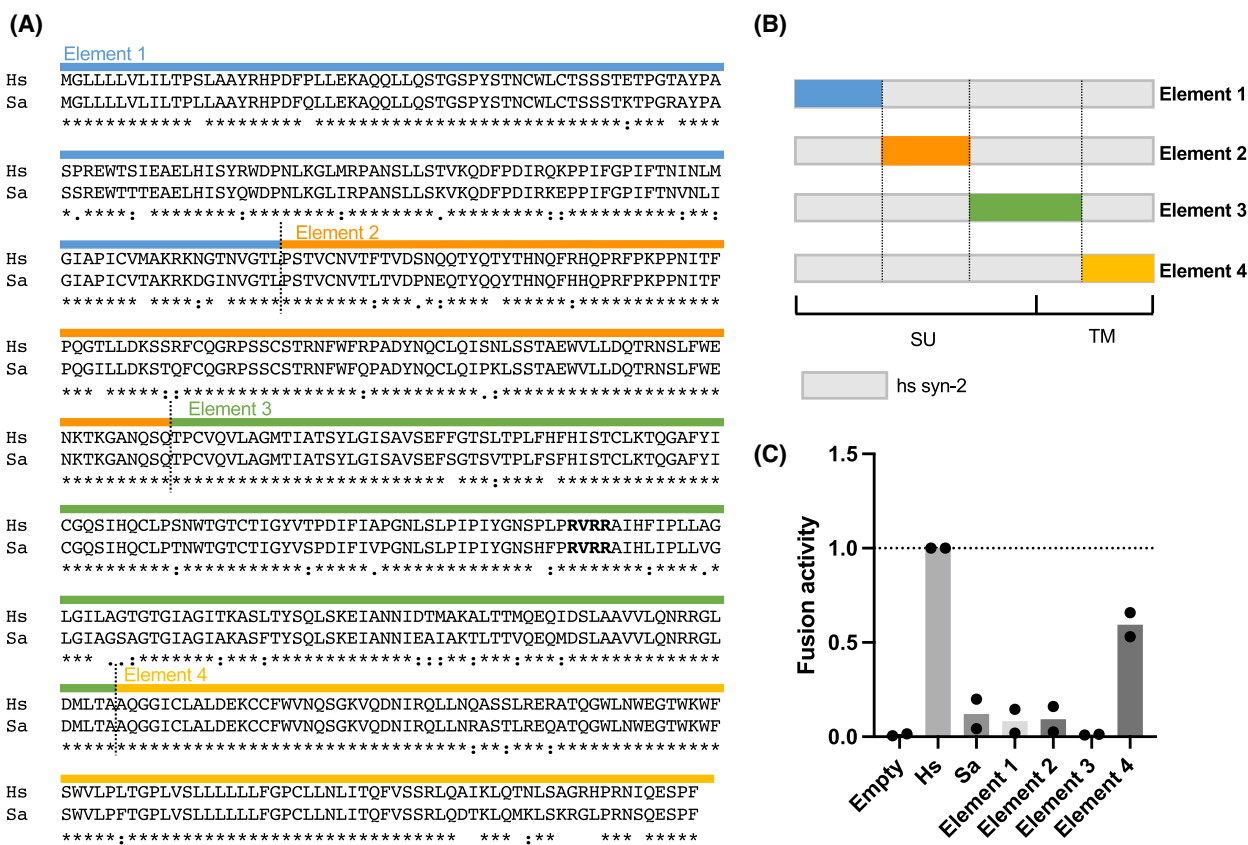 (A)
Element 1
Hs MGLLLLVLILTPSLAAYRHPDFPLLEKAQQLLQSTGSPYSTNCWLCTSSSTETPGTAYPA
Sa MGLLLLVLILTPLLAAYRHPDFQLLEKAQQLLQSTGSPYSTNCWLCTSSSTKTPGRAYPA
************ ********* ****************************:*** ****
Hs SPREWTSIEAELHISYRWDPNLKGLMRPANSLLSTVKQDFPDIRQKPPIFGPIFTNINLM
Sa SSREWTTTEAELHISYQWDPNLKGLIRPANSLLSKVKQDFPDIRKEPPIFGPIFTNVNLI
*.****: ********:********:********.*********::**********:**:
Element 2
Hs GIAPICVMAKRKNGTNVGTLPSTVCNVTFTVDSNQQTYQTYTHNQFRHQPRFPKPPNITF
Sa GIAPICVTAKRKDGINVGTLPSTVCNVTLTVDPNEQTYQQYTHNQFHHQPRFPKPPNITF
******* ****:* *************:***.*:**** ******:*************
Hs PQGTLLDKSSRFCQGRPSSCSTRNFWFRPADYNQCLQISNLSSTAEWVLLDQTRNSLFWE
Sa PQGILLDKSTQFCQGRPSSCSTRNFWFQPADYNQCLQIPKLSSTAEWVLLDQTRNSLFWE
*** *****::****************:**********.:********************
Element 3
Hs NKTKGANQSQTPCVQVLAGMTIATSYLGISAVSEFFGTSLTPLFHFHISTCLKTQGAFYI
Sa NKTKGANQSQTPCVQVLAGMTIATSYLGISAVSEFSGTSVTPLFSFHISTCLKTQGAFYI
*********************************** ***:**** ***************
Hs CGQSIHQCLPSNWTGTCTIGYVTPDIFIAPGNLSLPIPIYGNSPLPRVRRAIHFIPLLAG
Sa CGQSIHQCLPTNWTGTCTIGYVSPDIFIVPGNLSLPIPIYGNSHFPRVRRAIHLIPLLVG
**********:***********:*****.************** :********:****.*
Hs LGILAGTGTGIAGITKASLTYSQLSKEIANNIDTMAKALTTMQEQIDSLAAVVLQNRRGL
Sa LGIAGSAGTGIAGIAKASFTYSQLSKEIANNIEAIAKTLTTVQEQMDSLAAVVLQNRRGL
*** ..:*******:***:*************:::**:***:***:**************
Element 4
Hs DMLTAAQGGICLALDEKCCFWVNQSGKVQDNIRQLLNQASSLRERATQGWLNWEGTWKWF
Sa DMLTAAQGGICLALDEKCCFWVNQSGKVQDNIRQLLNRASTLREQATQGWLNWEGTWKWF
*************************************:**:***:***************
Hs SWVLPLTGPLVSLLLLLLFGPCLLNLITQFVSSRLQAIKLQTNLSAGRHPRNIQESPF
Sa SWVLPFTGPLVSLLLLLLFGPCLLNLITQFVSSRLQDTKLQMKLSKRGLPRNSQESPF
*****:******************************  *** **    *** *****
(B)
Element 1
Element 2
Element 3
Element 4
SU
TM
hs syn-2
(C)
Fusion activity
1.5
1.0
0.5
0.0
Empty
Hs
Sa
Element 1
Element 2
Element 3
Element 4